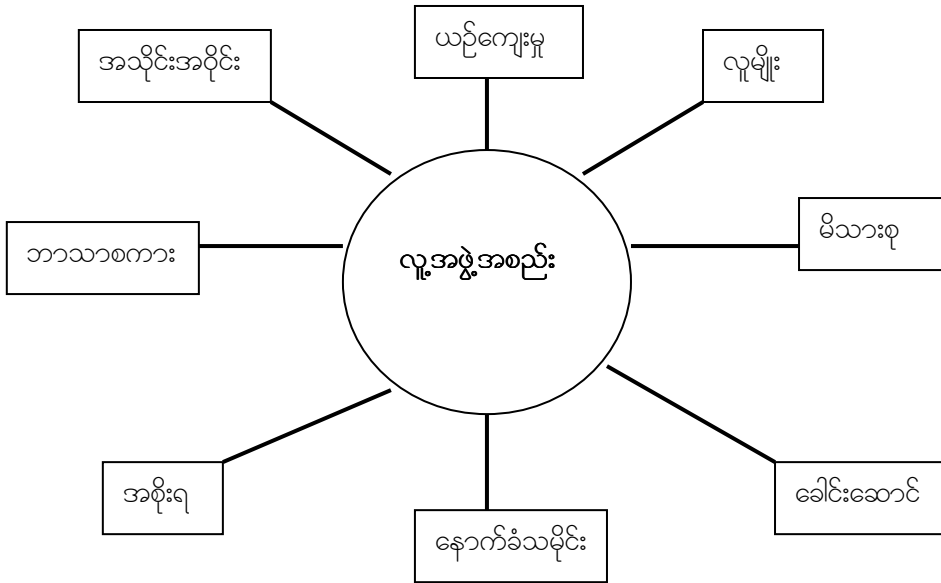 ယဉ်ကျေးမှု
အသိုင်းအဝိုင်း
လူမျိုး
မိသားစု
ဘာသာစကား
လူ့အဖွဲ့အစည်း
အစိုးရ
ခေါင်းဆောင်
နောက်ခံသမိုင်း